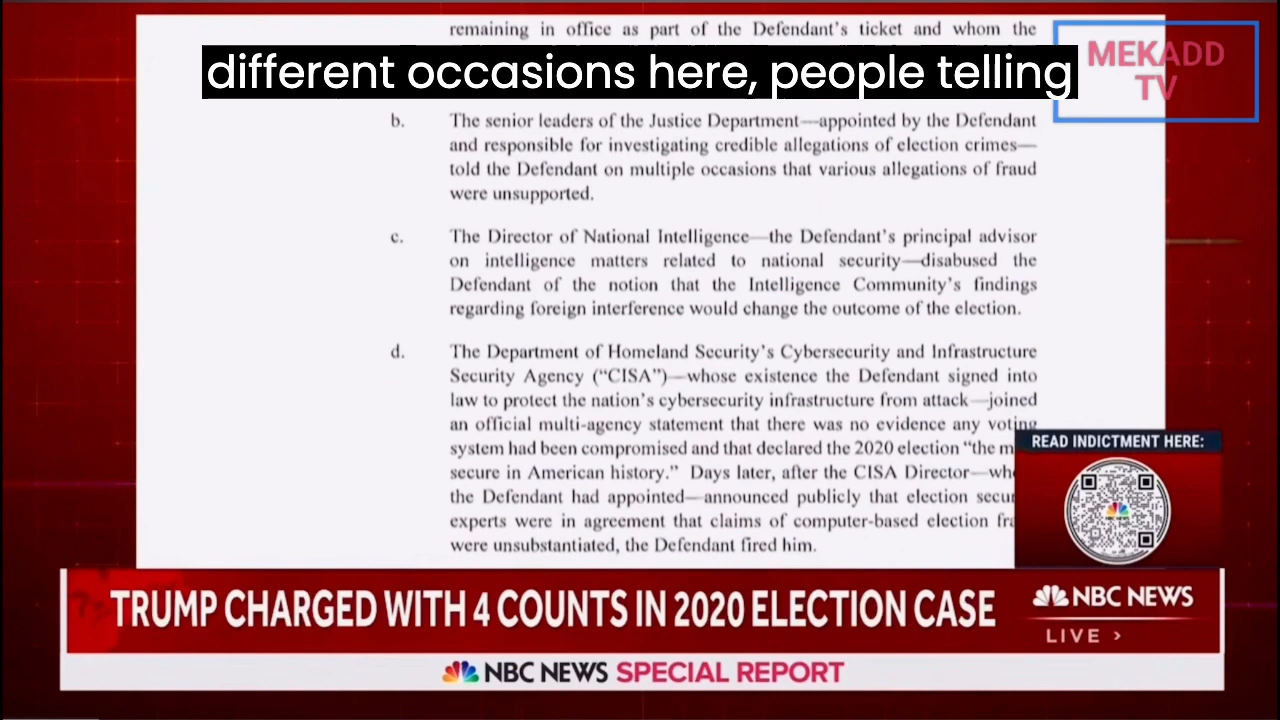 remaining in office as part of the Defendant's ticket and whom the
different occasions here, people telling
MEKADD
TV
b. The senior leaders of the Justice Department—appointed by the Defendant
and responsible for investigating credible allegations of election crimes—
told the Defendant on multiple occasions that various allegations of fraud
were unsupported.
c. The Director of National Intelligence—the Defendant's principal advisor
on intelligence matters related to national security—disabused the
Defendant of the notion that the Intelligence Community's findings
regarding foreign interference would change the outcome of the election.
d. The Department of Homeland Security's Cybersecurity and Infrastructure
Security Agency ("CISA")—whose existence the Defendant signed into
law to protect the nation's cybersecurity infrastructure from attack—joined
an official multi-agency statement that there was no evidence any voting
system had been compromised and that declared the 2020 election "the m
secure in American history." Days later, after the CISA Director—wh
the Defendant had appointed—announced publicly that election secur
experts were in agreement that claims of computer-based election fra
were unsubstantiated, the Defendant fired him.
READ INDICTMENT HERE:
TRUMP CHARGED WITH 4 COUNTS IN 2020 ELECTION CASE
NBC NEWS
LIVE >
NBC NEWS SPECIAL REPORT